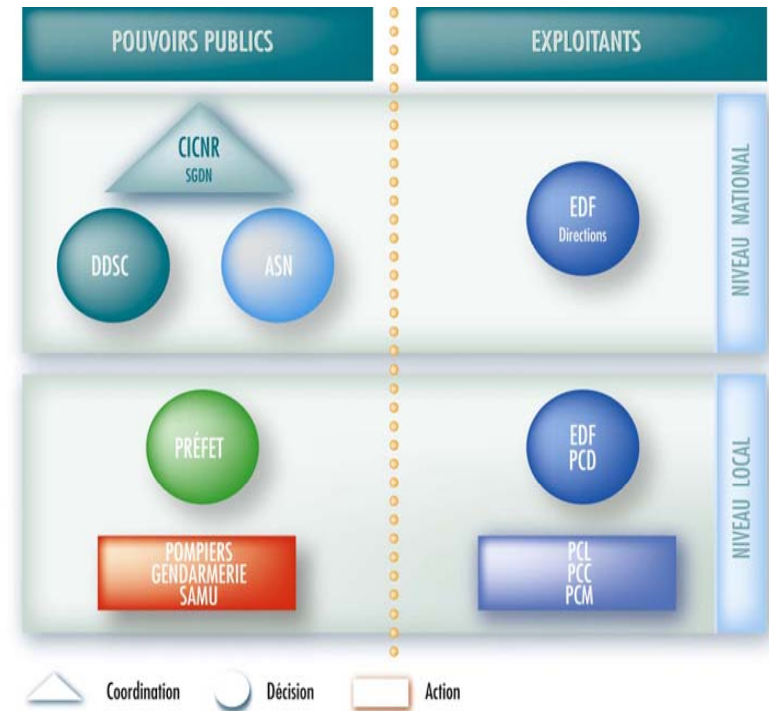 POUVOIRS PUBLICS
EXPLOITANTS
CICNR
SGDN
DDSC
ASN
EDF
Directions
NIVEAU NATIONAL
PRÉFET
POMPIERS
GENDARMERIE
SAMU
EDF
PCD
PCL
PCC
PCM
NIVEAU LOCAL
Coordination
Décision
Action